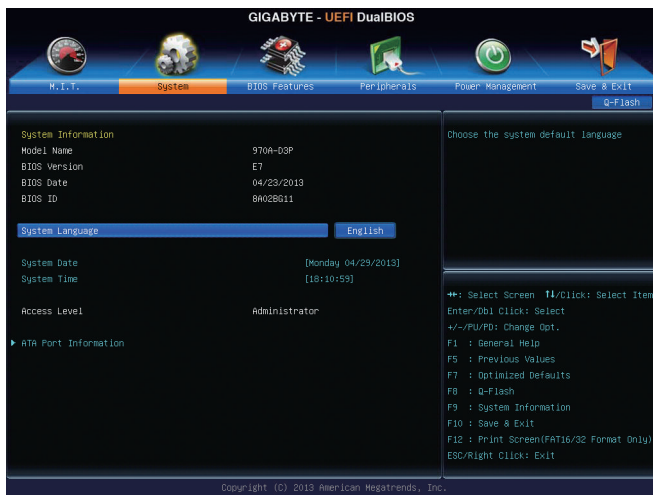 GIGABYTE - UEFI DualBIOS
M.I.T.
System
BIOS Features
Peripherals
Power Management
Save & Exit
Q-Flash
System Information
Model Name 970A-D3P
BIOS Version E7
BIOS Date 04/23/2013
BIOS ID 8A02BG11
System Language English
System Date [Monday 04/29/2013]
System Time [18:10:59]
Access Level Administrator
ATA Port Information
Choose the system default language
→←: Select Screen ↑↓/Click: Select Item
Enter/Dbl Click: Select
+/-/PU/PD: Change Opt.
F1 : General Help
F5 : Previous Values
F7 : Optimized Defaults
F8 : Q-Flash
F9 : System Information
F10 : Save & Exit
F12 : Print Screen(FAT16/32 Format Only)
ESC/Right Click: Exit
Copyright (C) 2013 American Megatrends, Inc.